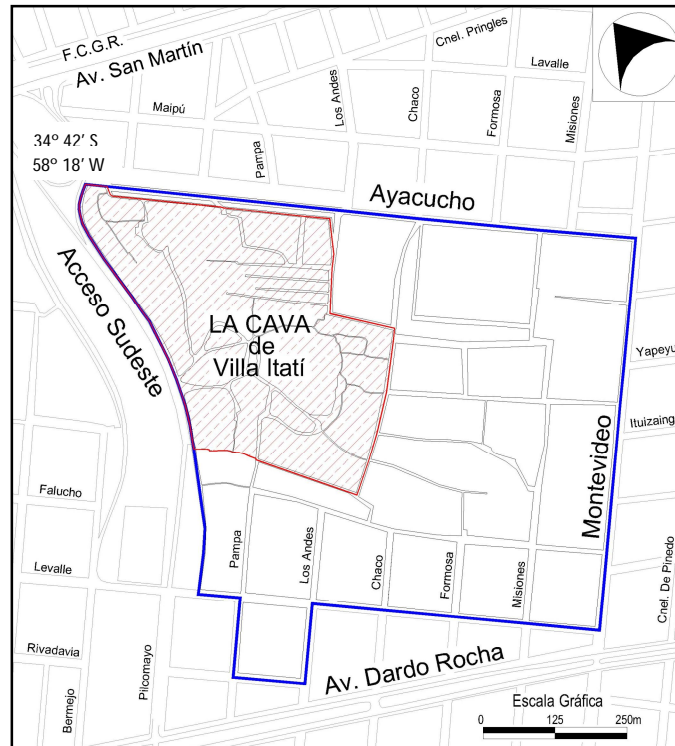 F.C.G.R.
Av. San Martín
Cnel. Pringles
Lavalle
Maipú
Los Andes
Chaco
Formosa
Misiones
Pampa
34º 42' S
58º 18' W
Ayacucho
Acceso Sudeste
LA CAVA
de
Villa Itatí
Yapeyu
Ituizaing
Montevideo
Falucho
Levalle
Rivadavia
Bermejo
Pilcomayo
Pampa
Los Andes
Chaco
Formosa
Misiones
Cnel. De Pinedo
Av. Dardo Rocha
Escala Gráfica
0 125 250m